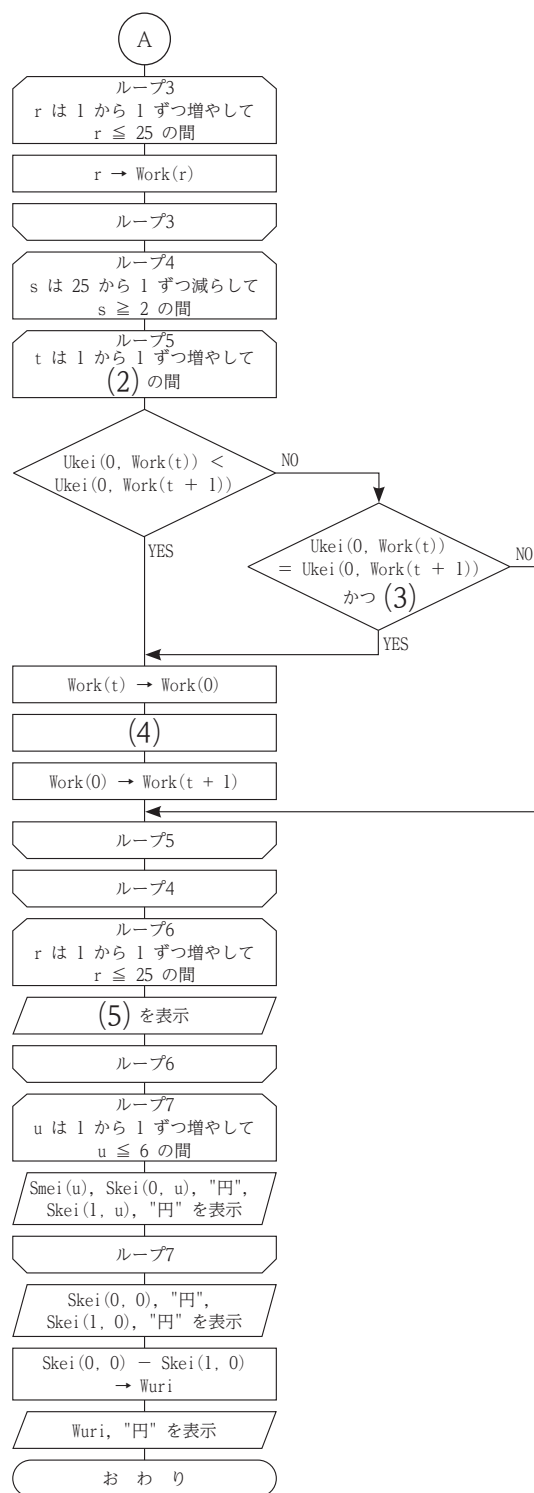 A
ループ3
r は 1 から 1 ずつ増やして
r ≦ 25 の間
r → Work(r)
ループ3
ループ4
s は 25 から 1 ずつ減らして
s ≧ 2 の間
ループ5
t は 1 から 1 ずつ増やして
(2) の間
Ukei(0, Work(t)) <
Ukei(0, Work(t + 1))
NO
YES
Ukei(0, Work(t))
= Ukei(0, Work(t + 1))
かつ (3)
NO
YES
Work(t) → Work(0)
(4)
Work(0) → Work(t + 1)
ループ5
ループ4
ループ6
r は 1 から 1 ずつ増やして
r ≦ 25 の間
(5) を表示
ループ6
ループ7
u は 1 から 1 ずつ増やして
u ≦ 6 の間
Smei(u), Skei(0, u), "円",
Skei(1, u), "円" を表示
ループ7
Skei(0, 0), "円",
Skei(1, 0), "円" を表示
Skei(0, 0) − Skei(1, 0)
→ Wuri
Wuri, "円" を表示
お わ り